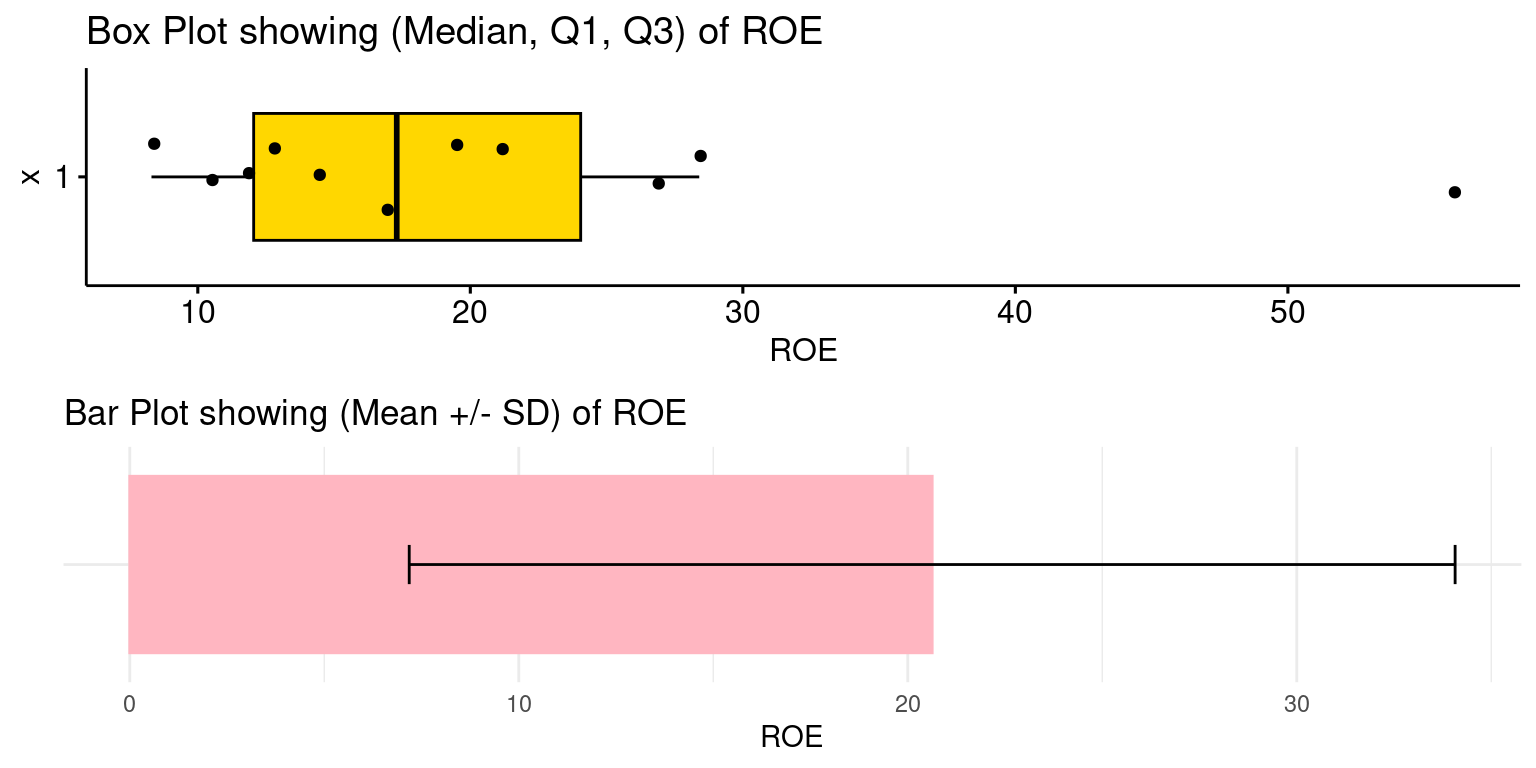 Box Plot showing (Median, Q1, Q3) of ROE
x 1
10 20 30 40 50
ROE
Bar Plot showing (Mean +/- SD) of ROE
0 10 20 30
ROE